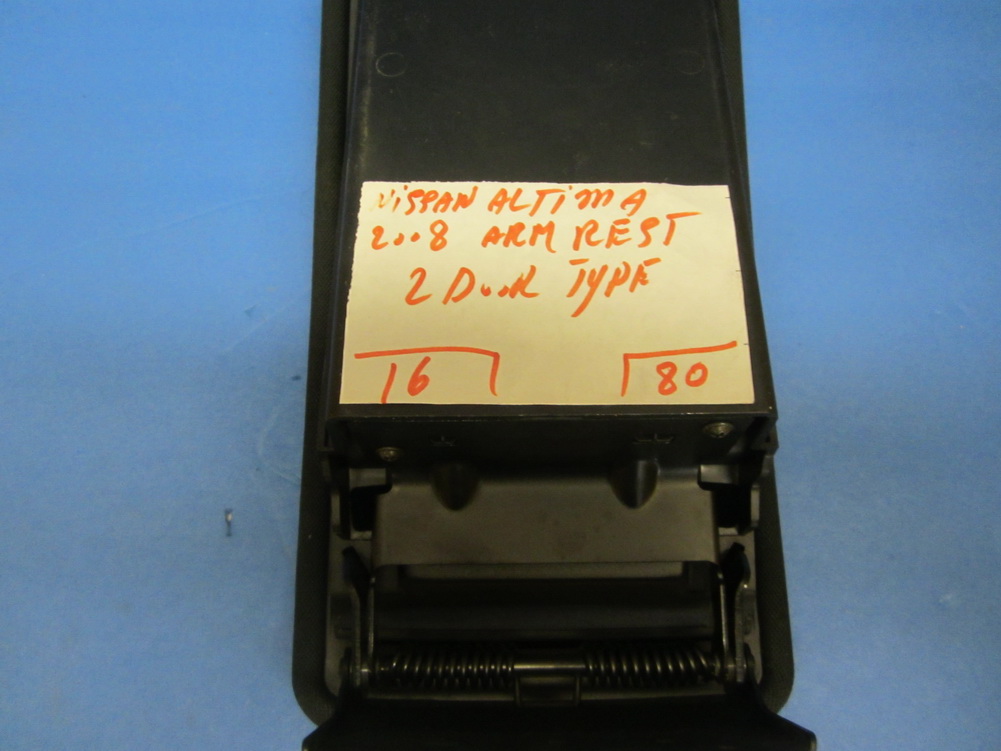 NiSSAN ALTiMA
2008 ARM REST
2 DooR TYPE
16 80